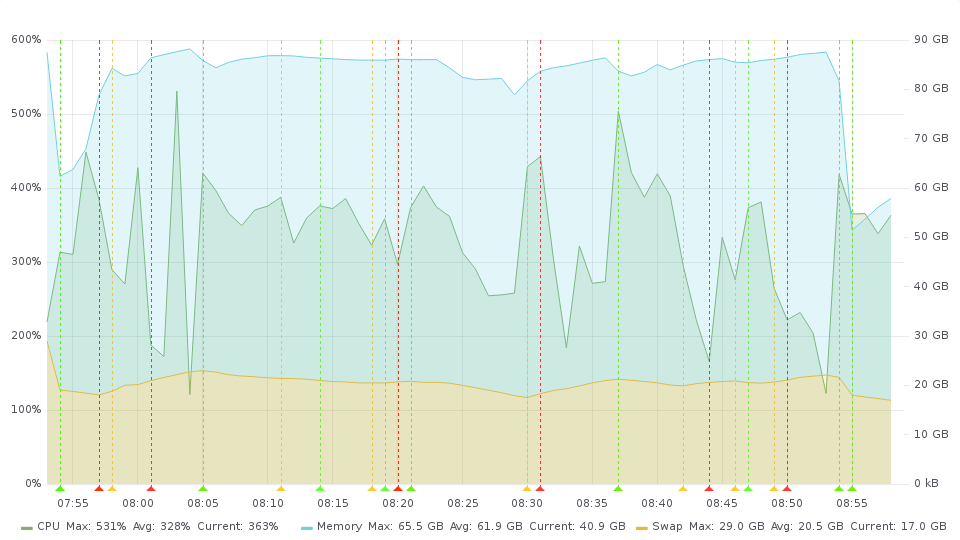 600%
500%
400%
300%
200%
100%
0%
90 GB
80 GB
70 GB
60 GB
50 GB
40 GB
30 GB
20 GB
10 GB
0 kB
07:55 08:00 08:05 08:10 08:15 08:20 08:25 08:30 08:35 08:40 08:45 08:50 08:55
CPU Max: 531% Avg: 328% Current: 363% Memory Max: 65.5 GB Avg: 61.9 GB Current: 40.9 GB Swap Max: 29.0 GB Avg: 20.5 GB Current: 17.0 GB